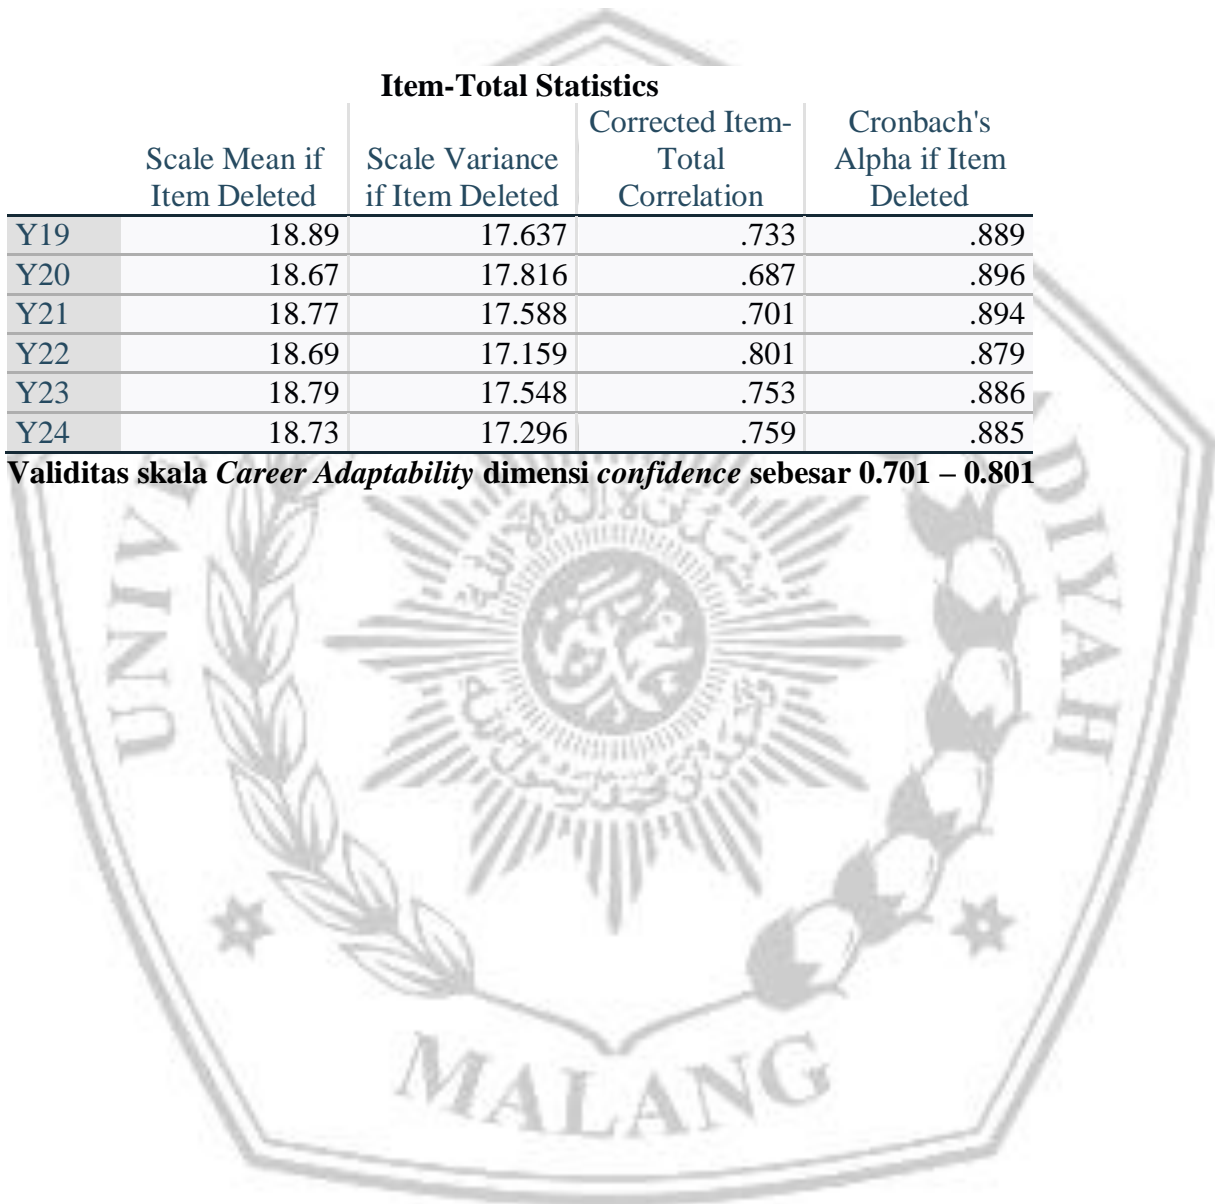 Item-Total Statistics
Scale Mean if Item Deleted Scale Variance if Item Deleted Corrected Item-Total Correlation Cronbach's Alpha if Item Deleted
Y19 18.89 17.637 .733 .889
Y20 18.67 17.816 .687 .896
Y21 18.77 17.588 .701 .894
Y22 18.69 17.159 .801 .879
Y23 18.79 17.548 .753 .886
Y24 18.73 17.296 .759 .885
Validitas skala Career Adaptability dimensi confidence sebesar 0.701 – 0.801
MALANG